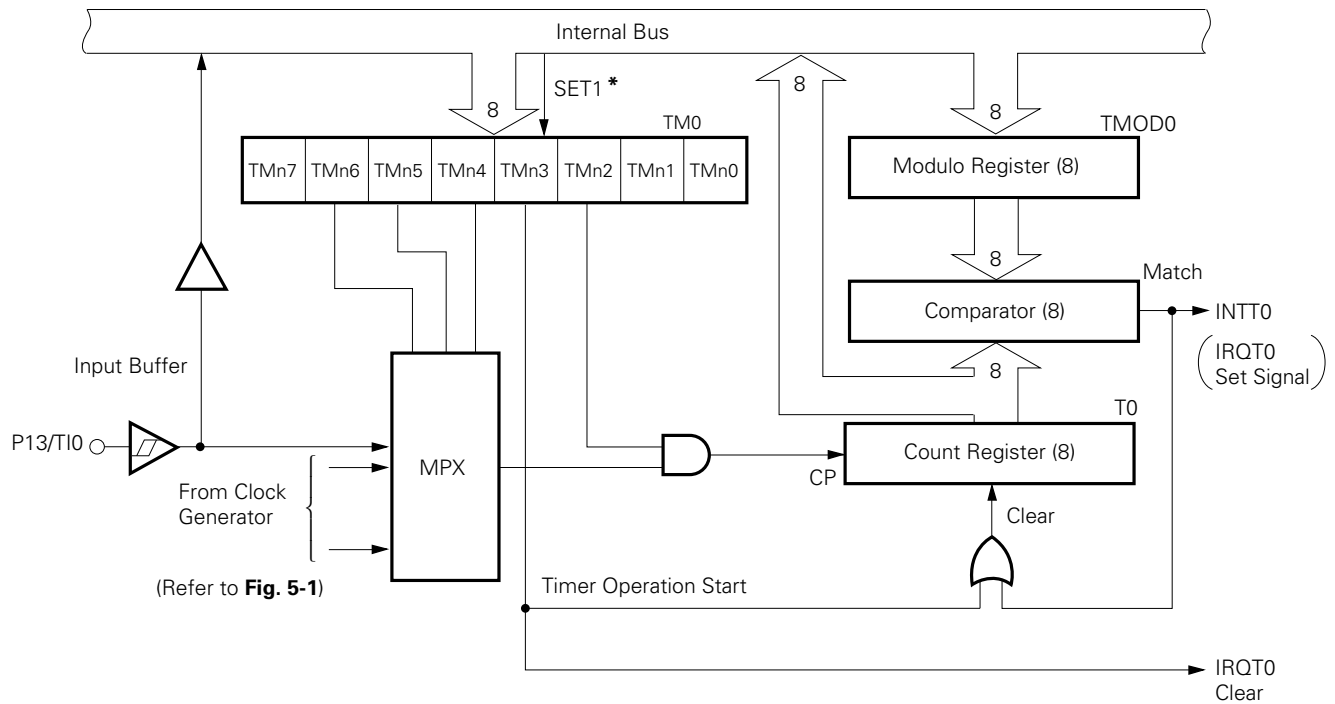 Internal Bus
8
SET1 *
8
8
TM0
TMOD0
TMn7 TMn6 TMn5 TMn4 TMn3 TMn2 TMn1 TMn0
Modulo Register (8)
8
Match
Comparator (8)
INTT0
(IRQT0
Set Signal)
8
Input Buffer
T0
P13/TI0
MPX
Count Register (8)
CP
From Clock
Generator
Clear
(Refer to Fig. 5-1)
Timer Operation Start
IRQT0
Clear